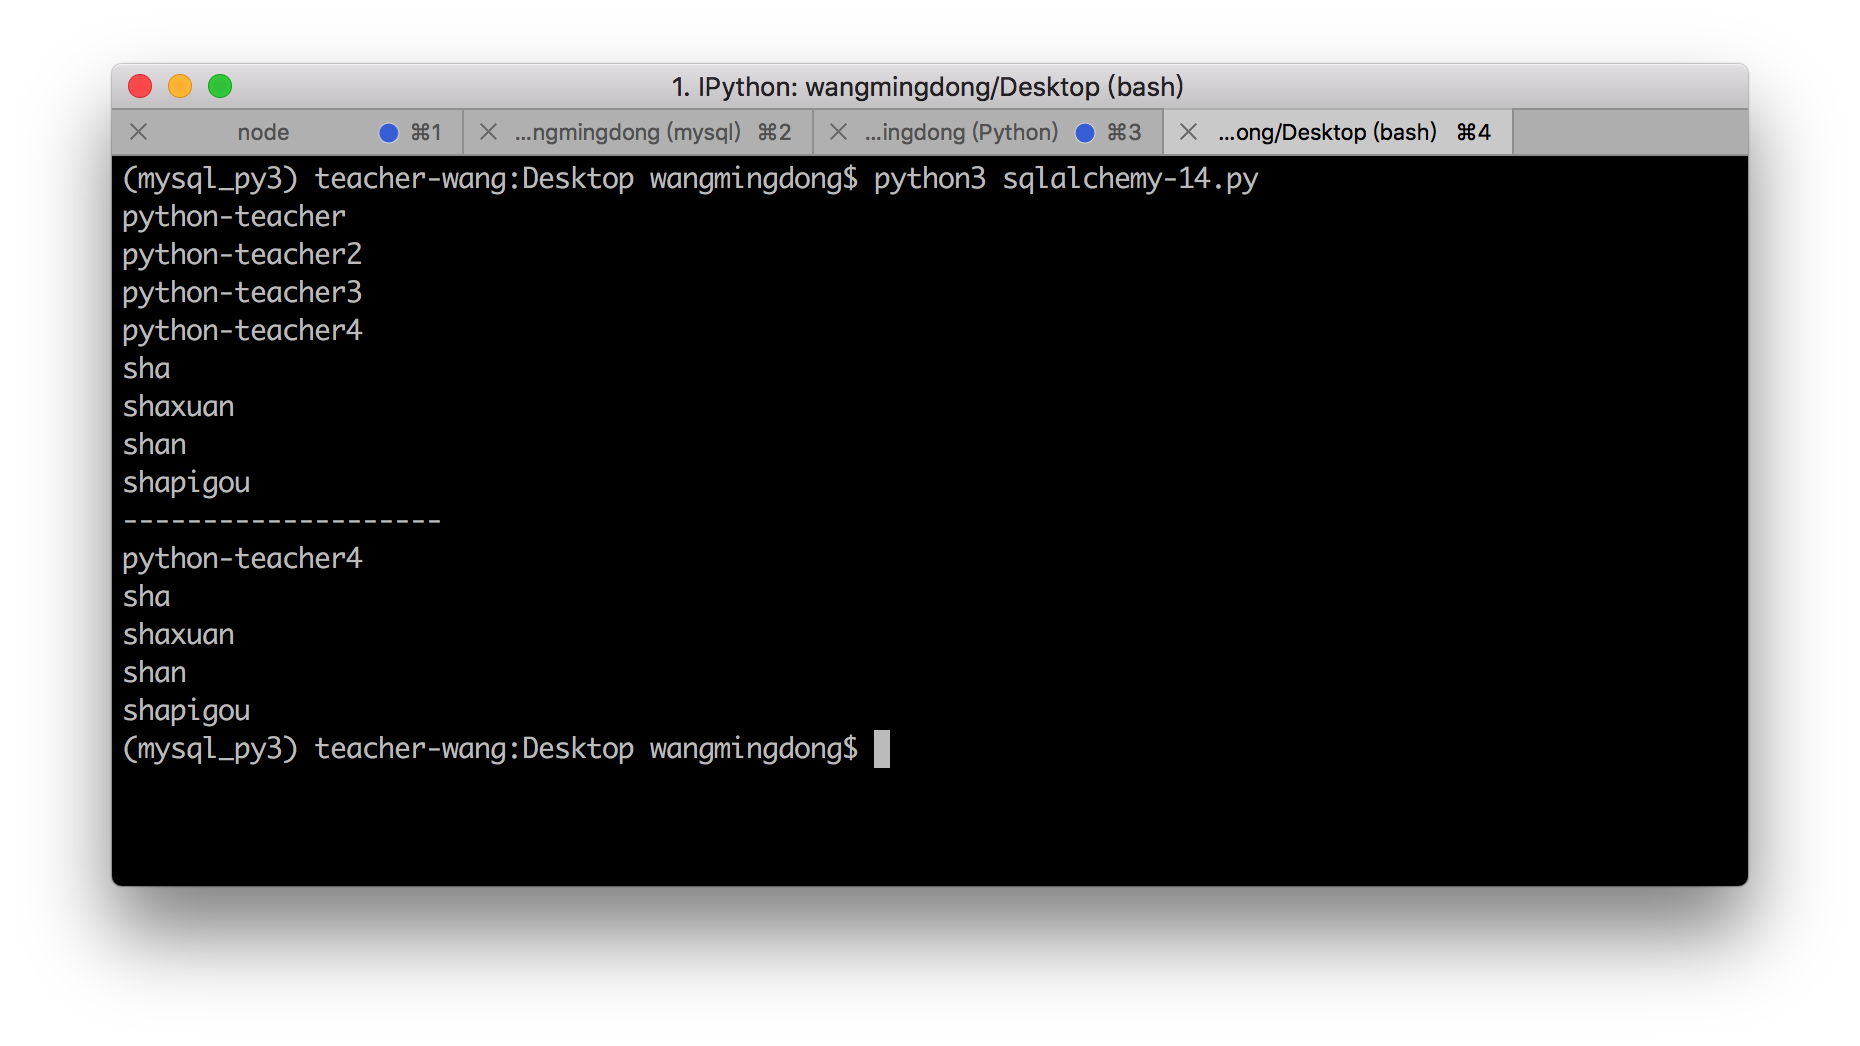 1. IPython: wangmingdong/Desktop (bash)
node ⌘1 ...ngmingdong (mysql) ⌘2 ...ingdong (Python) ⌘3 ...ong/Desktop (bash) ⌘4
(mysql_py3) teacher-wang:Desktop wangmingdong$ python3 sqlalchemy-14.py
python-teacher
python-teacher2
python-teacher3
python-teacher4
sha
shaxuan
shan
shapigou
--------------------
python-teacher4
sha
shaxuan
shan
shapigou
(mysql_py3) teacher-wang:Desktop wangmingdong$